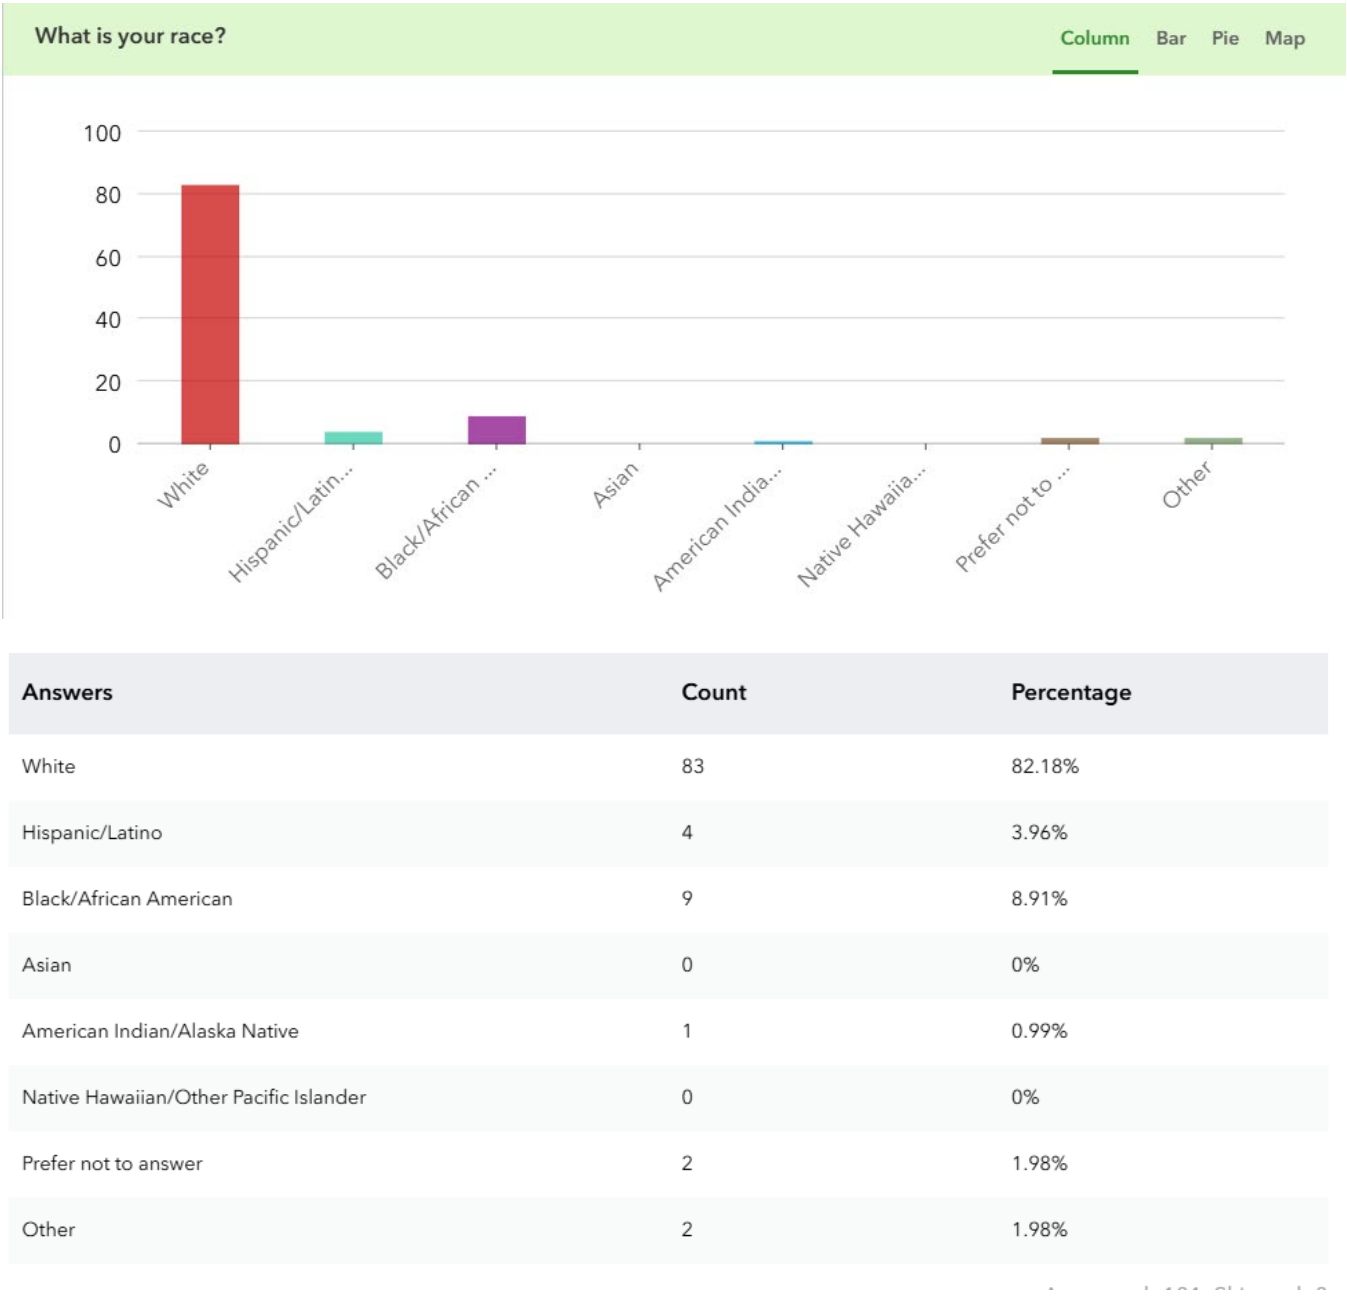 What is your race? Column Bar Pie Map
100
80
60
40
20
0
White
Hispanic/Latin...
Black/African ...
Asian
American India...
Native Hawaiia...
Prefer not to ...
Other
Answers Count Percentage
White 83 82.18%
Hispanic/Latino 4 3.96%
Black/African American 9 8.91%
Asian 0 0%
American Indian/Alaska Native 1 0.99%
Native Hawaiian/Other Pacific Islander 0 0%
Prefer not to answer 2 1.98%
Other 2 1.98%